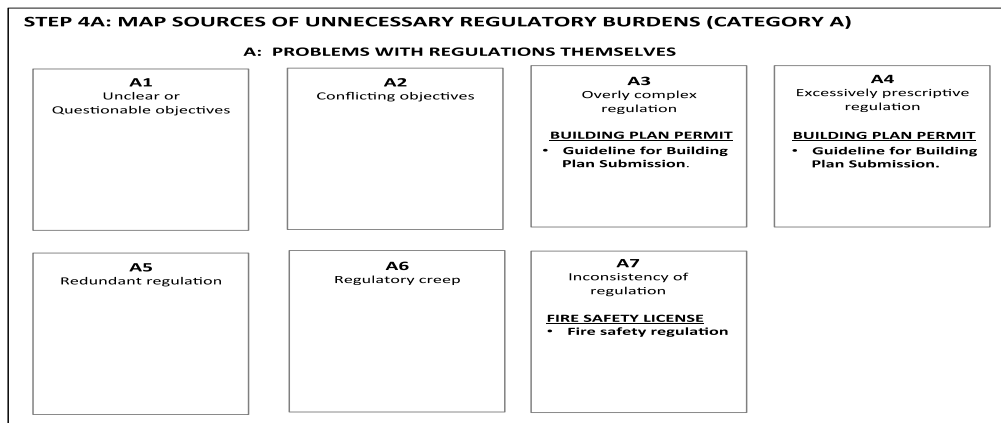 STEP 4A: MAP SOURCES OF UNNECESSARY REGULATORY BURDENS (CATEGORY A)
A: PROBLEMS WITH REGULATIONS THEMSELVES
A1
Unclear or
Questionable objectives
A2
Conflicting objectives
A3
Overly complex
regulation
BUILDING PLAN PERMIT
• Guideline for Building
Plan Submission.
A4
Excessively prescriptive
regulation
BUILDING PLAN PERMIT
• Guideline for Building
Plan Submission.
A5
Redundant regulation
A6
Regulatory creep
A7
Inconsistency of
regulation
FIRE SAFETY LICENSE
• Fire safety regulation